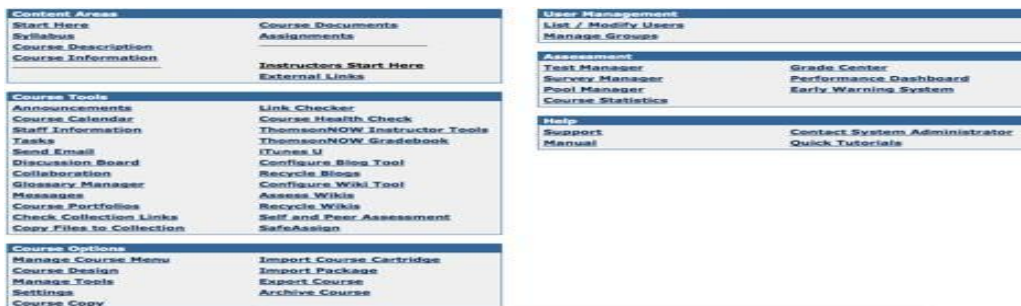 Content Areas
Start Here
Syllabus
Course Description
Course Information
Course Documents
Assignments
Instructors Start Here
External Links
Course Tools
Announcements
Course Calendar
Staff Information
Tasks
Send Email
Discussion Board
Collaboration
Glossary Manager
Messages
Course Portfolios
Check Collection Links
Copy Files to Collection
Link Checker
Course Health Check
ThomsonNOW Instructor Tools
ThomsonNOW Gradebook
iTunes U
Configure Blog Tool
Recycle Blogs
Configure Wiki Tool
Assess Wikis
Recycle Wikis
Self and Peer Assessment
SafeAssign
Course Options
Manage Course Menu
Course Design
Manage Tools
Settings
Course Copy
Import Course Cartridge
Import Package
Export Course
Archive Course
User Management
List / Modify Users
Manage Groups
Assessment
Test Manager
Survey Manager
Pool Manager
Course Statistics
Grade Center
Performance Dashboard
Early Warning System
Help
Support
Manual
Contact System Administrator
Quick Tutorials